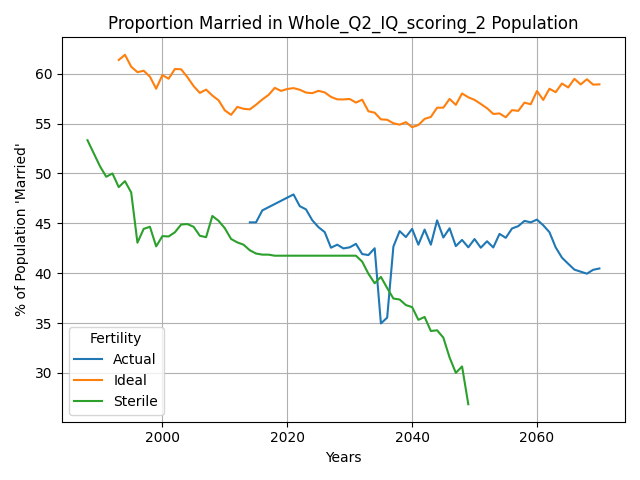 Proportion Married in Whole_Q2_IQ_scoring_2 Population
% of Population 'Married'
60
55
50
45
40
35
30
Fertility
Actual
Ideal
Sterile
2000 2020 2040 2060
Years